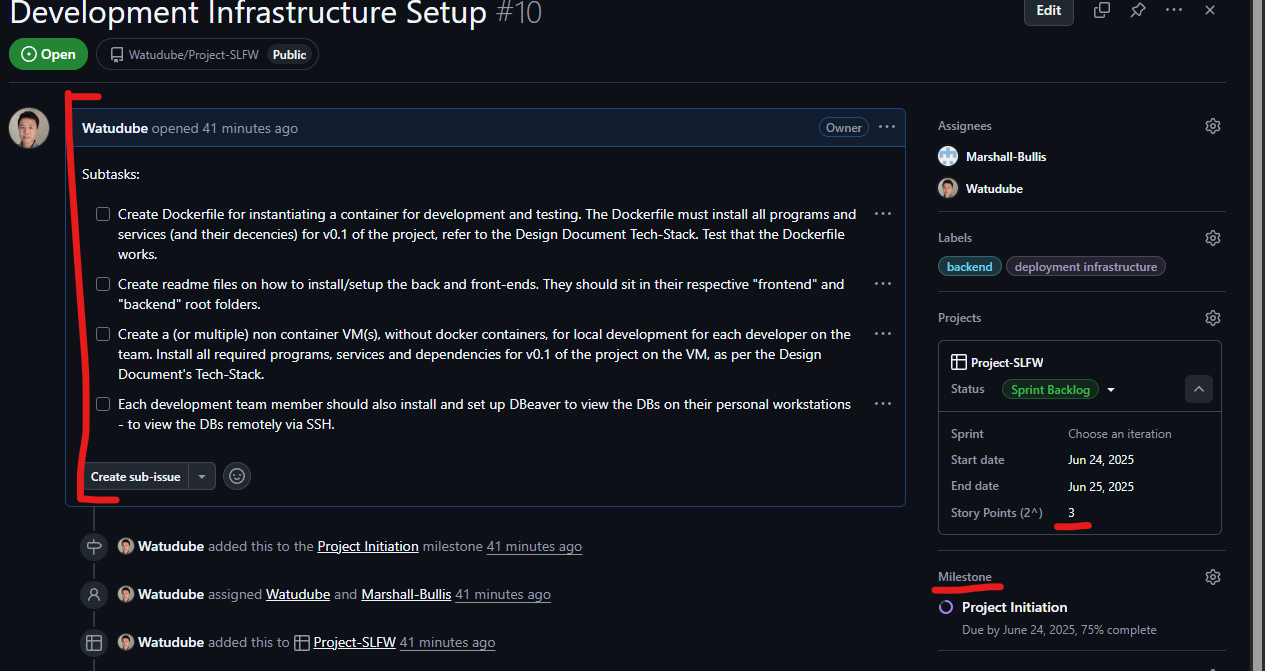 Development Infrastructure Setup #10
Edit
Open
Watudube/Project-SLFW
Public
Watudube opened 41 minutes ago
Owner
Subtasks:
Create Dockerfile for instantiating a container for development and testing. The Dockerfile must install all programs and
services (and their decencies) for v0.1 of the project, refer to the Design Document Tech-Stack. Test that the Dockerfile
works.
Create readme files on how to install/setup the back and front-ends. They should sit in their respective "frontend" and
"backend" root folders.
Create a (or multiple) non container VM(s), without docker containers, for local development for each developer on the
team. Install all required programs, services and dependencies for v0.1 of the project on the VM, as per the Design
Document's Tech-Stack.
Each development team member should also install and set up DBeaver to view the DBs on their personal workstations
- to view the DBs remotely via SSH.
Create sub-issue
Watudube added this to the Project Initiation milestone 41 minutes ago
Watudube assigned Watudube and Marshall-Bullis 41 minutes ago
Watudube added this to Project-SLFW 41 minutes ago
Assignees
Marshall-Bullis
Watudube
Labels
backend
deployment infrastructure
Projects
Project-SLFW
Status
Sprint Backlog
Sprint
Choose an iteration
Start date
Jun 24, 2025
End date
Jun 25, 2025
Story Points (2^)
3
Milestone
Project Initiation
Due by June 24, 2025, 75% complete